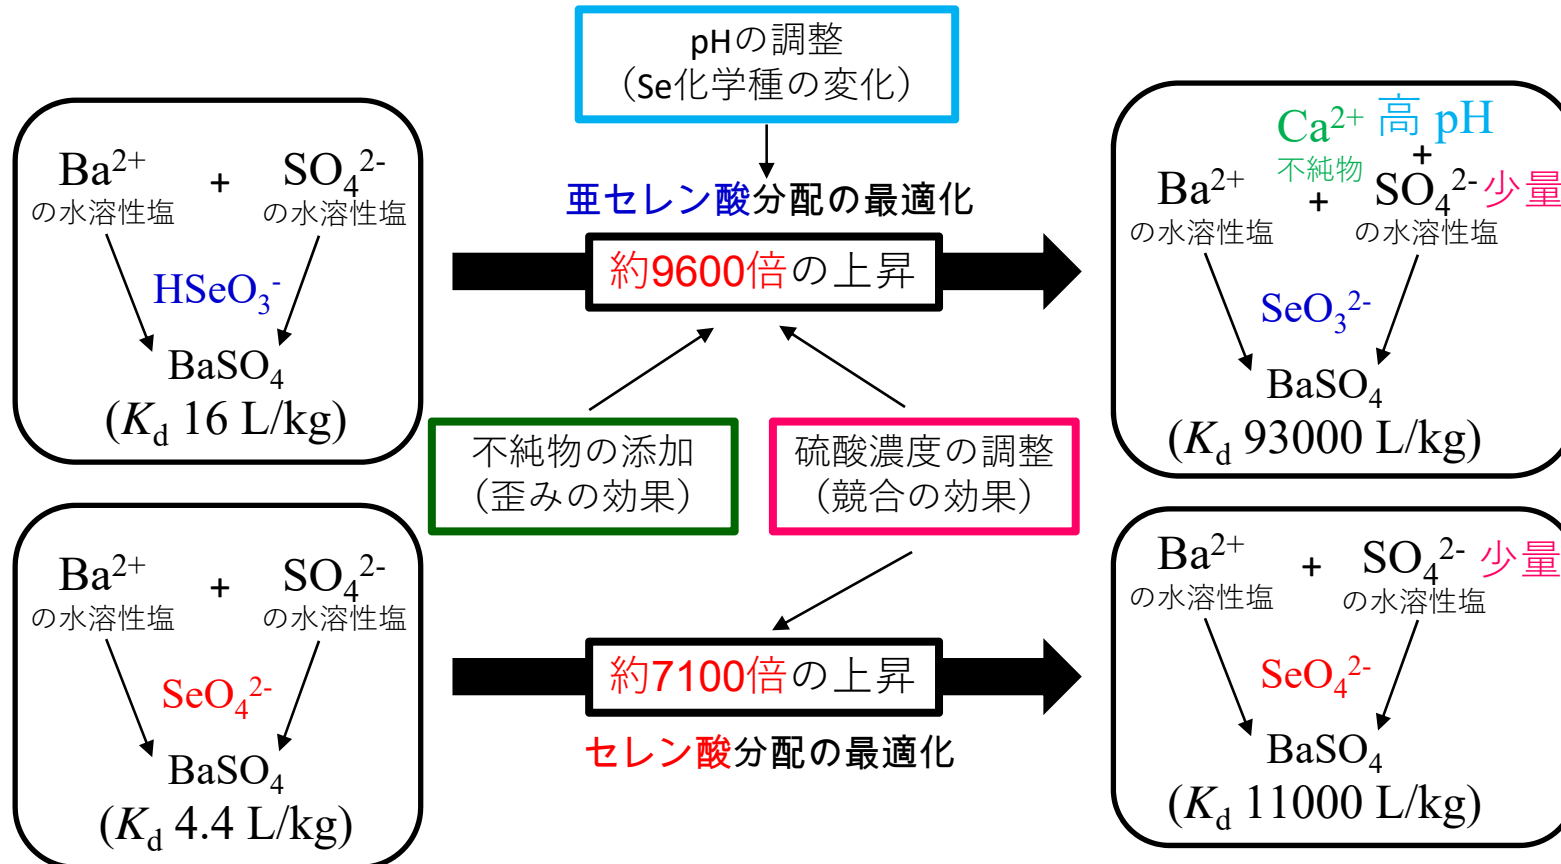 pHの調整
(Se化学種の変化)
Ba²⁺ + SO₄²⁻
の水溶性塩 の水溶性塩
HSeO₃⁻
BaSO₄
(Kd 16 L/kg)
亜セレン酸分配の最適化
約9600倍の上昇
Ca²⁺ 高 pH
不純物 +
Ba²⁺ + SO₄²⁻ 少量
の水溶性塩 の水溶性塩
SeO₃²⁻
BaSO₄
(Kd 93000 L/kg)
不純物の添加
(歪みの効果)
硫酸濃度の調整
(競合の効果)
Ba²⁺ + SO₄²⁻
の水溶性塩 の水溶性塩
SeO₄²⁻
BaSO₄
(Kd 4.4 L/kg)
約7100倍の上昇
セレン酸分配の最適化
Ba²⁺ + SO₄²⁻ 少量
の水溶性塩 の水溶性塩
SeO₄²⁻
BaSO₄
(Kd 11000 L/kg)